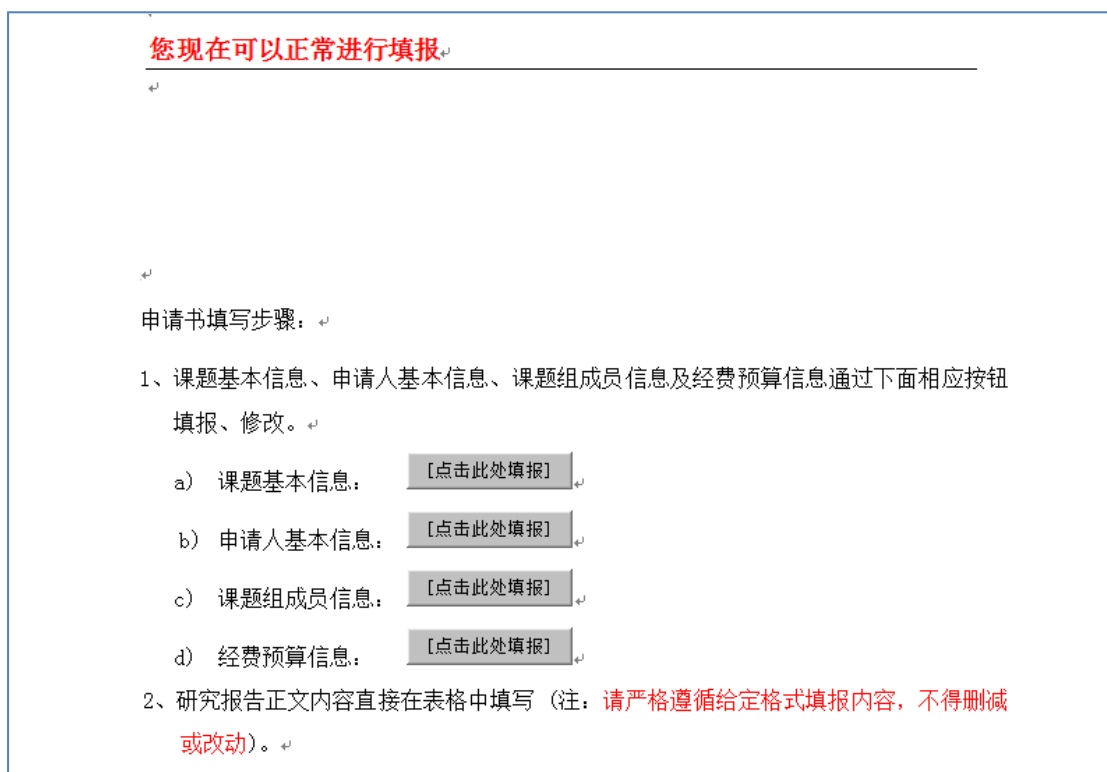 您现在可以正常进行填报
申请书填写步骤：
1、课题基本信息、申请人基本信息、课题组成员信息及经费预算信息通过下面相应按钮
填报、修改。
a) 课题基本信息： [点击此处填报]
b) 申请人基本信息： [点击此处填报]
c) 课题组成员信息： [点击此处填报]
d) 经费预算信息： [点击此处填报]
2、研究报告正文内容直接在表格中填写（注：请严格遵循给定格式填报内容，不得删减
或改动）。